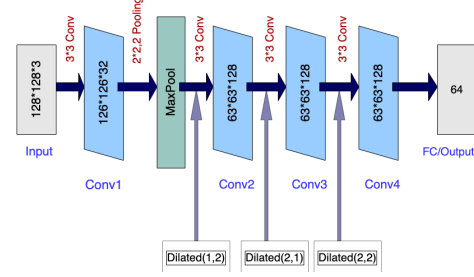 3*3 Conv
2*2,2 Pooling
3*3 Conv
3*3 Conv
3*3 Conv
128*128*3
126*126*32
MaxPool
63*63*128
63*63*128
63*63*128
64
Input
Conv1
Conv2
Conv3
Conv4
FC/Output
Dilated(1,2)
Dilated(2,1)
Dilated(2,2)